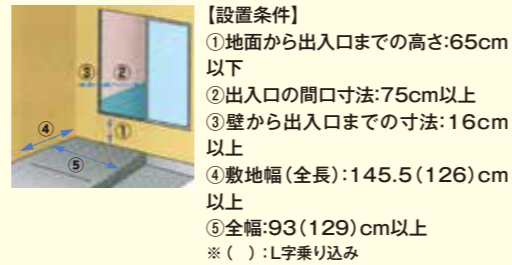 【設置条件】
①地面から出入口までの高さ:65cm
以下
②出入口の間口寸法:75cm以上
③壁から出入口までの寸法:16cm
以上
④敷地幅(全長):145.5(126)cm
以上
⑤全幅:93(129)cm以上
※( ):L字乗り込み
③
②
①
④
⑤